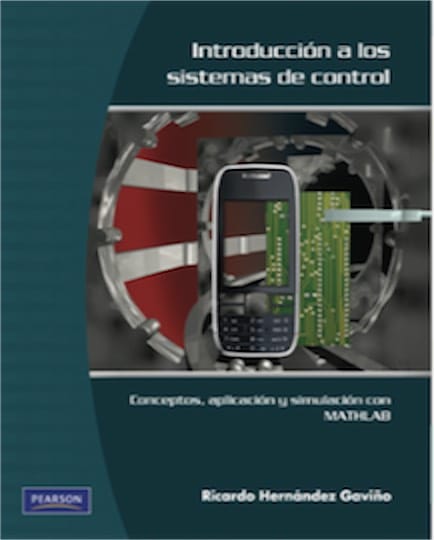 Introducción a los
sistemas de control
Conceptos, aplicación y simulación con
MATHLAB
PEARSON
Ricardo Hernández Gaviño